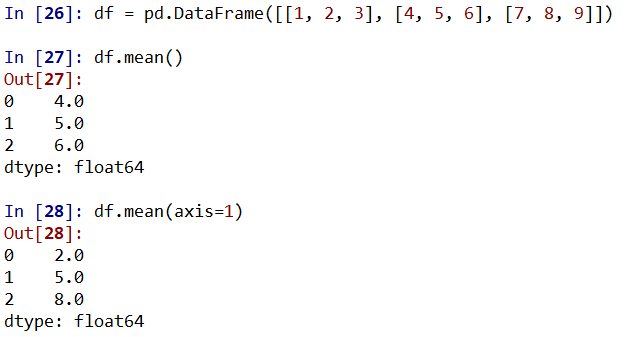 In [26]: df = pd.DataFrame([[1, 2, 3], [4, 5, 6], [7, 8, 9]])
In [27]: df.mean()
Out[27]:
0    4.0
1    5.0
2    6.0
dtype: float64
In [28]: df.mean(axis=1)
Out[28]:
0    2.0
1    5.0
2    8.0
dtype: float64